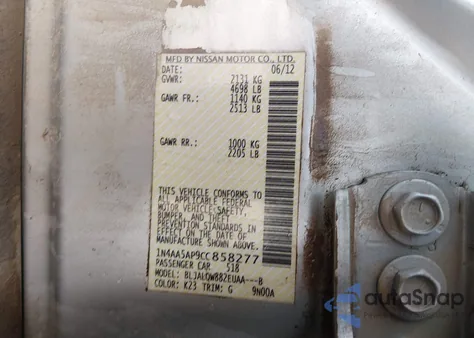 MFD BY NISSAN MOTOR CO., LTD.
DATE: 06/12
GVWR: 2131 KG
4698 LB
GAWR FR.: 1140 KG
2513 LB
GAWR RR.: 1000 KG
2205 LB
THIS VEHICLE CONFORMS TO
ALL APPLICABLE FEDERAL
MOTOR VEHICLE SAFETY,
BUMPER, AND THEFT
PREVENTION STANDARDS IN
EFFECT ON THE DATE OF
MANUFACTURE SHOWN ABOVE.
1N4AA5AP9CC858277
PASSENGER CAR 518
MODEL: BLJALQW882EUAA---B
COLOR: K23 TRIM: G 9N00A
autoSnap